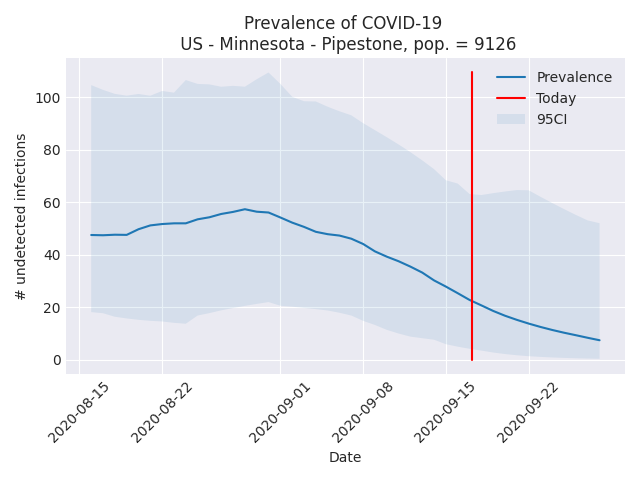 Prevalence of COVID-19
US - Minnesota - Pipestone, pop. = 9126
Prevalence
Today
95CI
# undetected infections
100
80
60
40
20
0
2020-08-15
2020-08-22
2020-09-01
2020-09-08
2020-09-15
2020-09-22
Date